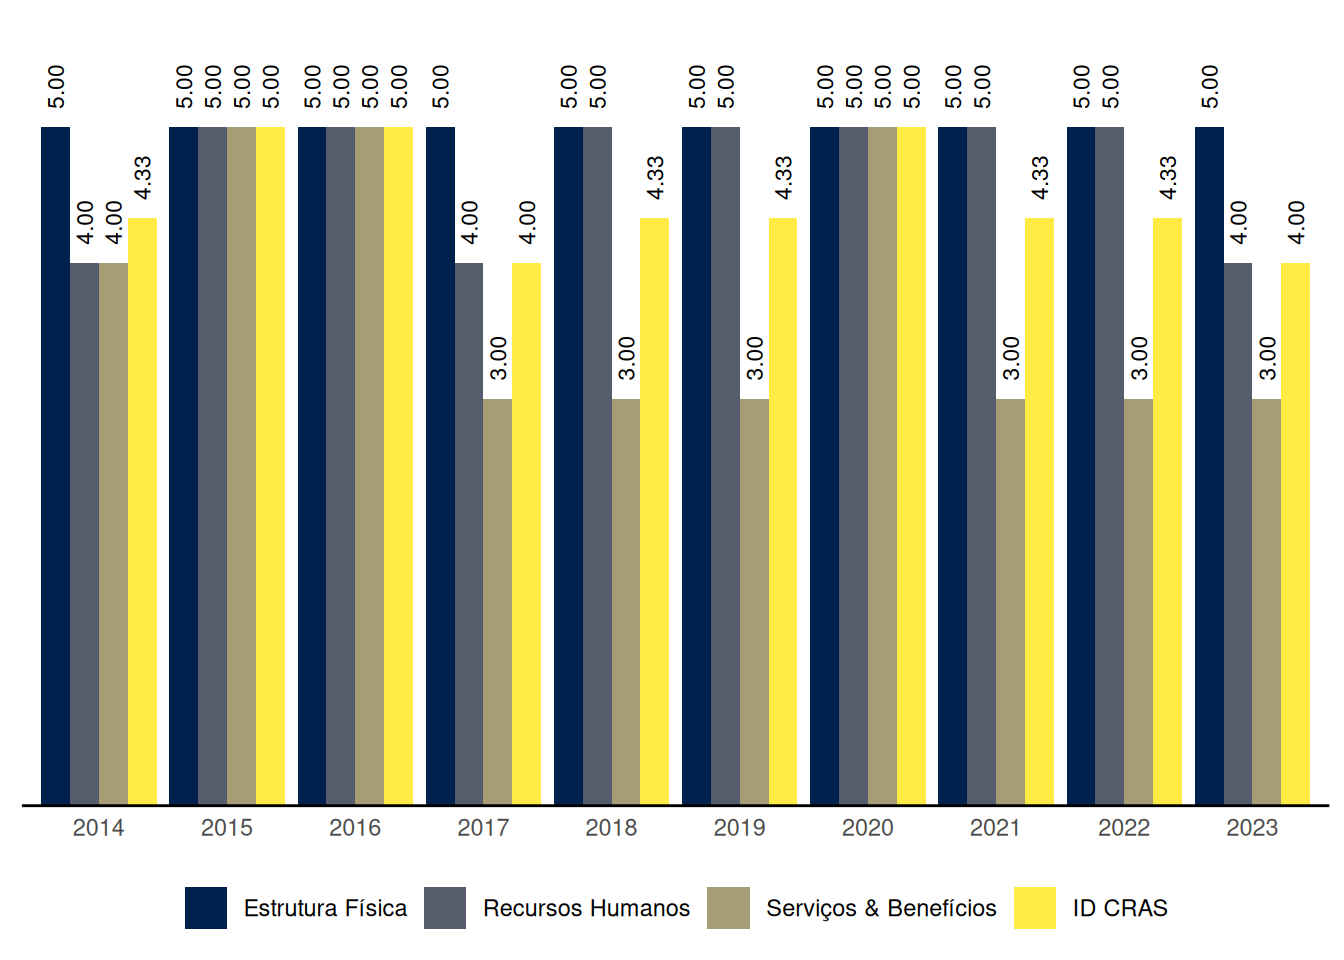 5.00 4.00 4.00 4.33 5.00 5.00 5.00 5.00 5.00 5.00 5.00 5.00 5.00 4.00 3.00 4.00 5.00 5.00 3.00 4.33 5.00 5.00 3.00 4.33 5.00 5.00 5.00 5.00 5.00 5.00 3.00 4.33 5.00 5.00 3.00 4.33 5.00 4.00 3.00 4.00
2014 2015 2016 2017 2018 2019 2020 2021 2022 2023
Estrutura Física Recursos Humanos Serviços & Benefícios ID CRAS